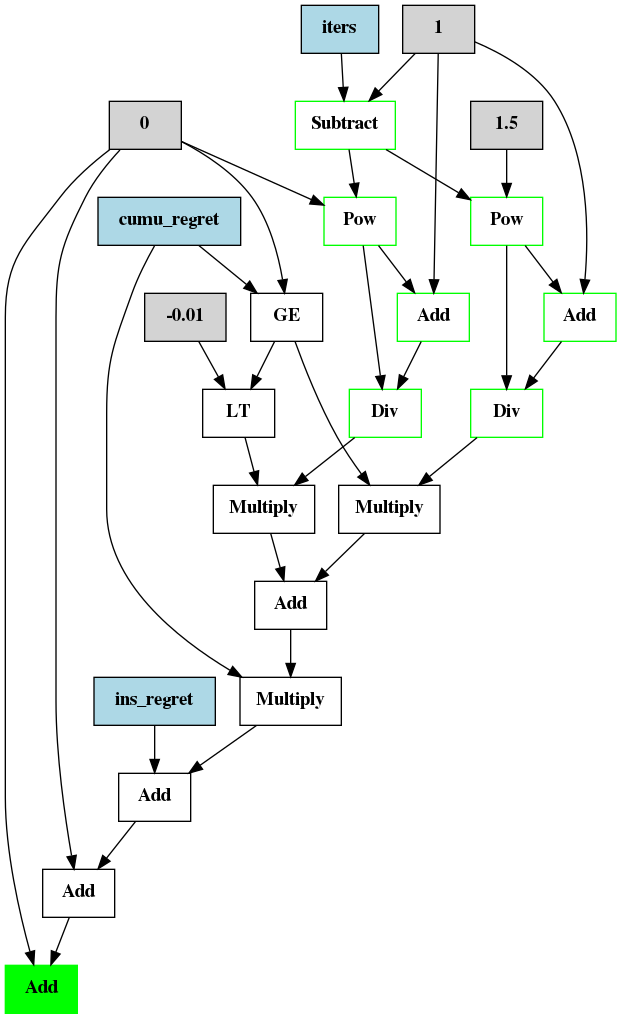 iters
1
0
Subtract
1.5
cumu_regret
Pow
Pow
-0.01
GE
Add
Add
LT
Div
Div
Multiply
Multiply
Add
ins_regret
Multiply
Add
Add
Add